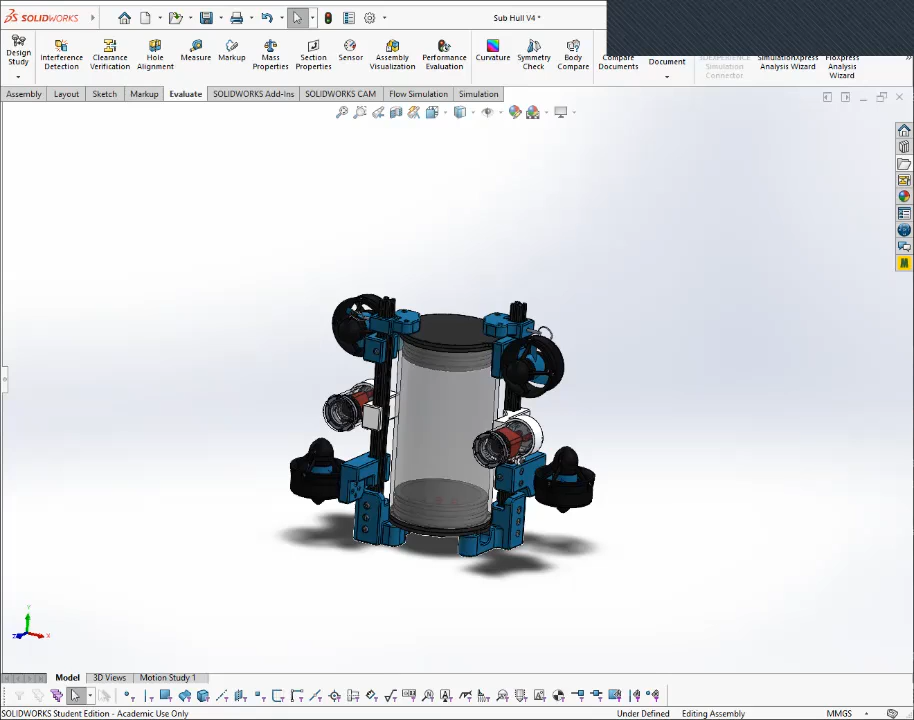 SOLIDWORKS
Sub Hull V4 *
Design Study
Interference Detection
Clearance Verification
Hole Alignment
Measure
Markup
Mass Properties
Section Properties
Sensor
Assembly Visualization
Performance Evaluation
Curvature
Symmetry Check
Body Compare
Compare Documents
Document
Simulation Connector
SimulationXpress Analysis Wizard
FloXpress Analysis Wizard
Assembly Layout Sketch Markup Evaluate SOLIDWORKS Add-Ins SOLIDWORKS CAM Flow Simulation Simulation
Y
Z X
Model 3D Views Motion Study 1
SOLIDWORKS Student Edition - Academic Use Only Under Defined Editing Assembly MMGS